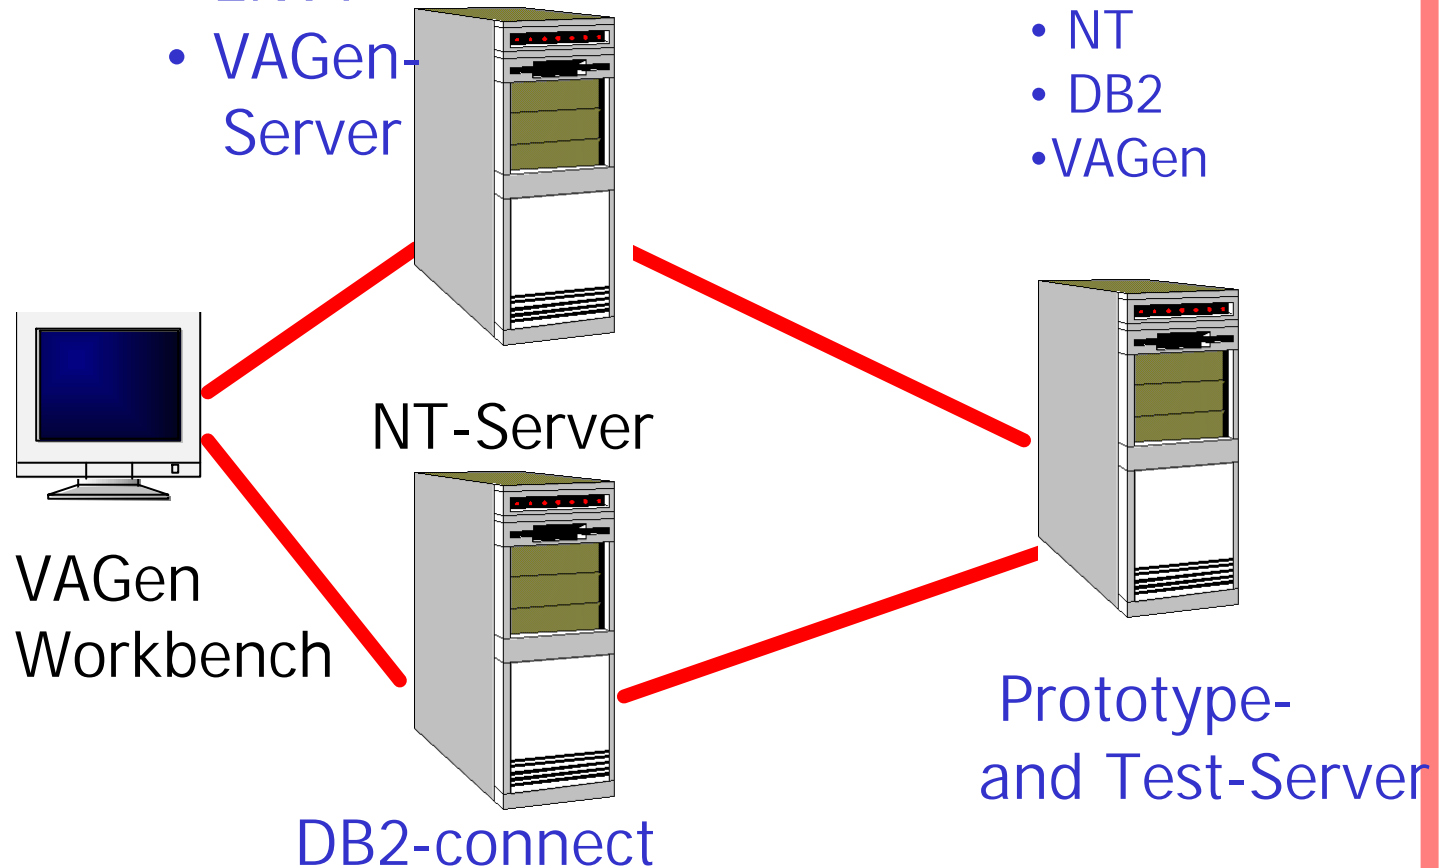 • VAGen-
Server
• NT
• DB2
•VAGen
NT-Server
VAGen
Workbench
Prototype-
and Test-Server
DB2-connect